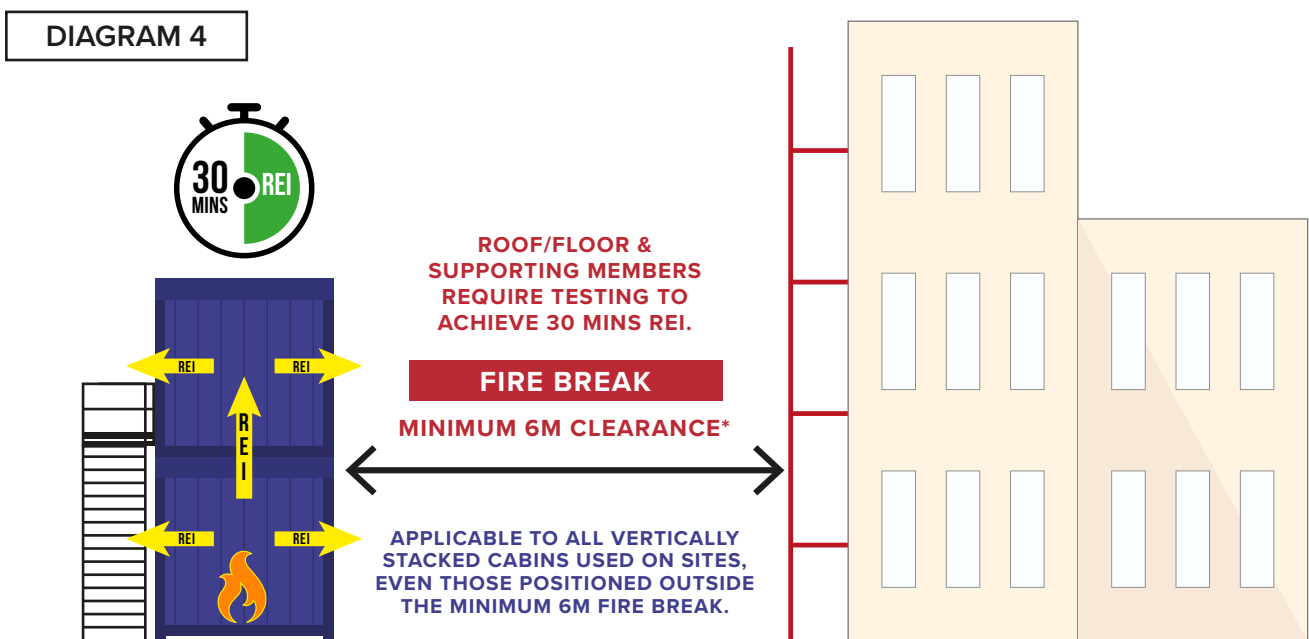 DIAGRAM 4
30
MINS
REI
ROOF/FLOOR &
SUPPORTING MEMBERS
REQUIRE TESTING TO
ACHIEVE 30 MINS REI.
FIRE BREAK
MINIMUM 6M CLEARANCE*
REI
REI
R
E
I
REI
REI
APPLICABLE TO ALL VERTICALLY
STACKED CABINS USED ON SITES,
EVEN THOSE POSITIONED OUTSIDE
THE MINIMUM 6M FIRE BREAK.